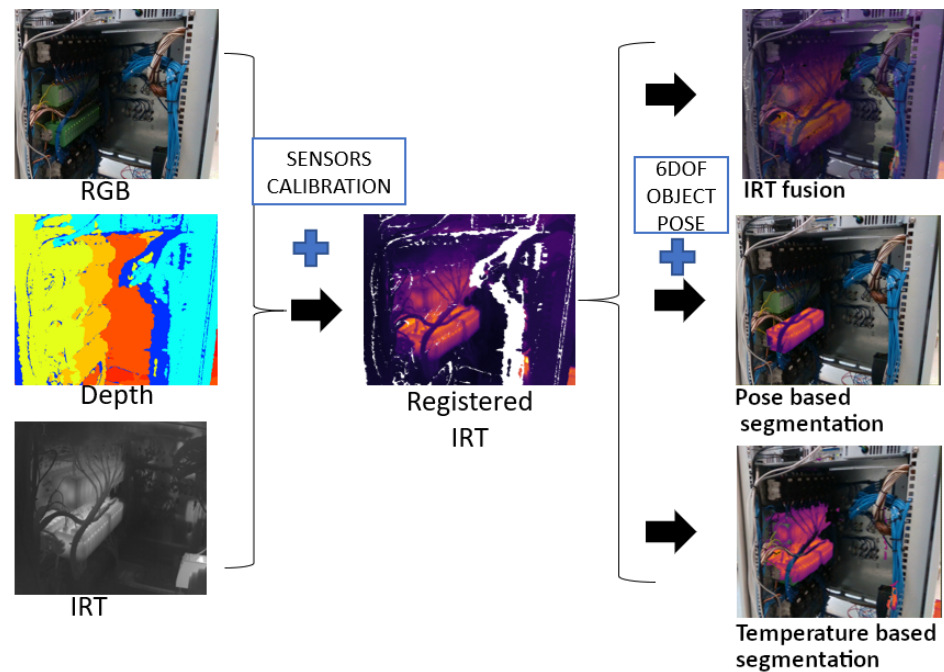 RGB
Depth
IRT
SENSORS
CALIBRATION
Registered
IRT
6DOF
OBJECT
POSE
IRT fusion
Pose based
segmentation
Temperature based
segmentation